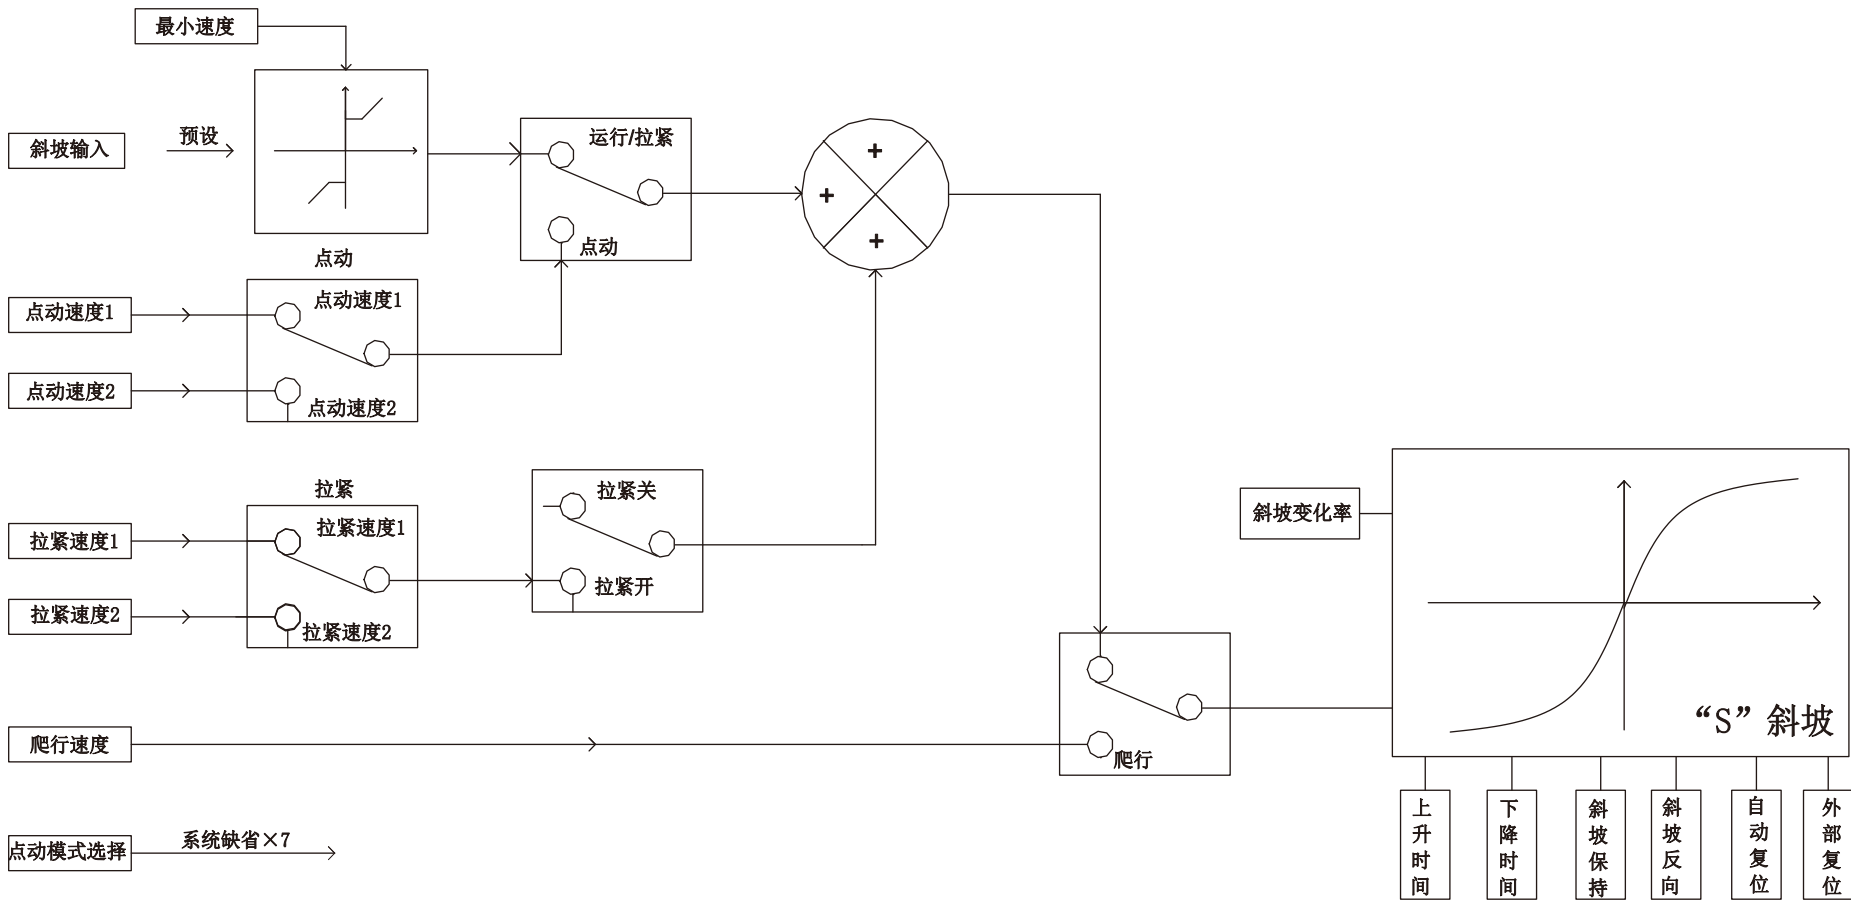 最小速度
斜坡输入
预设
运行/拉紧
点动
+
+
+
点动
点动速度1
点动速度1
点动速度2
点动速度2
拉紧
拉紧速度1
拉紧速度1
拉紧速度2
拉紧速度2
拉紧关
拉紧开
斜坡变化率
“S”斜坡
爬行速度
爬行
点动模式选择
系统缺省×7
上升时间
下降时间
斜坡保持
斜坡反向
自动复位
外部复位